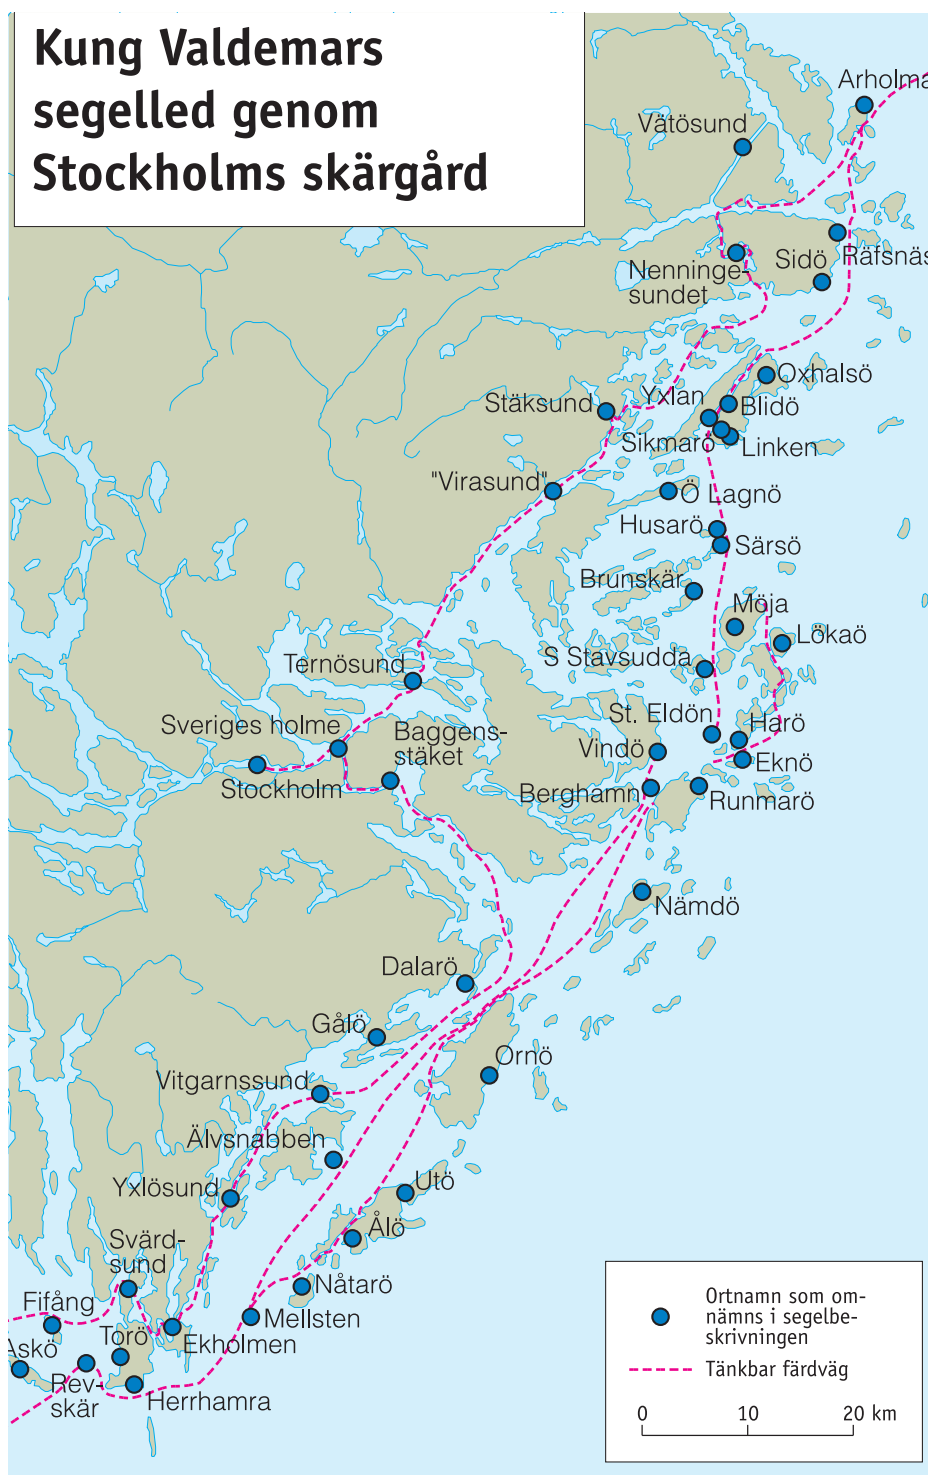 Kung Valdemars
segelled genom
Stockholms skärgård
Arholma
Vätösund
Räfsnäs
Sidö
Nenninge-
sundet
Oxhalsö
Yxlan
Blidö
Stäksund
Sikmarö
Linken
"Virasund"
Ö Lagnö
Husarö
Särsö
Brunskär
Möja
Lökaö
S Stavsudda
Ternösund
St. Eldön
Harö
Sveriges holme
Baggens-
stäket
Vindö
Eknö
Stockholm
Berghamn
Runmarö
Nämdö
Dalarö
Gålö
Ornö
Vitgarnssund
Älvsnabben
Yxlösund
Utö
Ålö
Svärd-
sund
Nåtarö
Fifång
Mellsten
Torö
Ekholmen
Askö
Rev-
skär
Herrhamra
Ortnamn som om-
nämns i segelbe-
skrivningen
Tänkbar färdväg
0 10 20 km